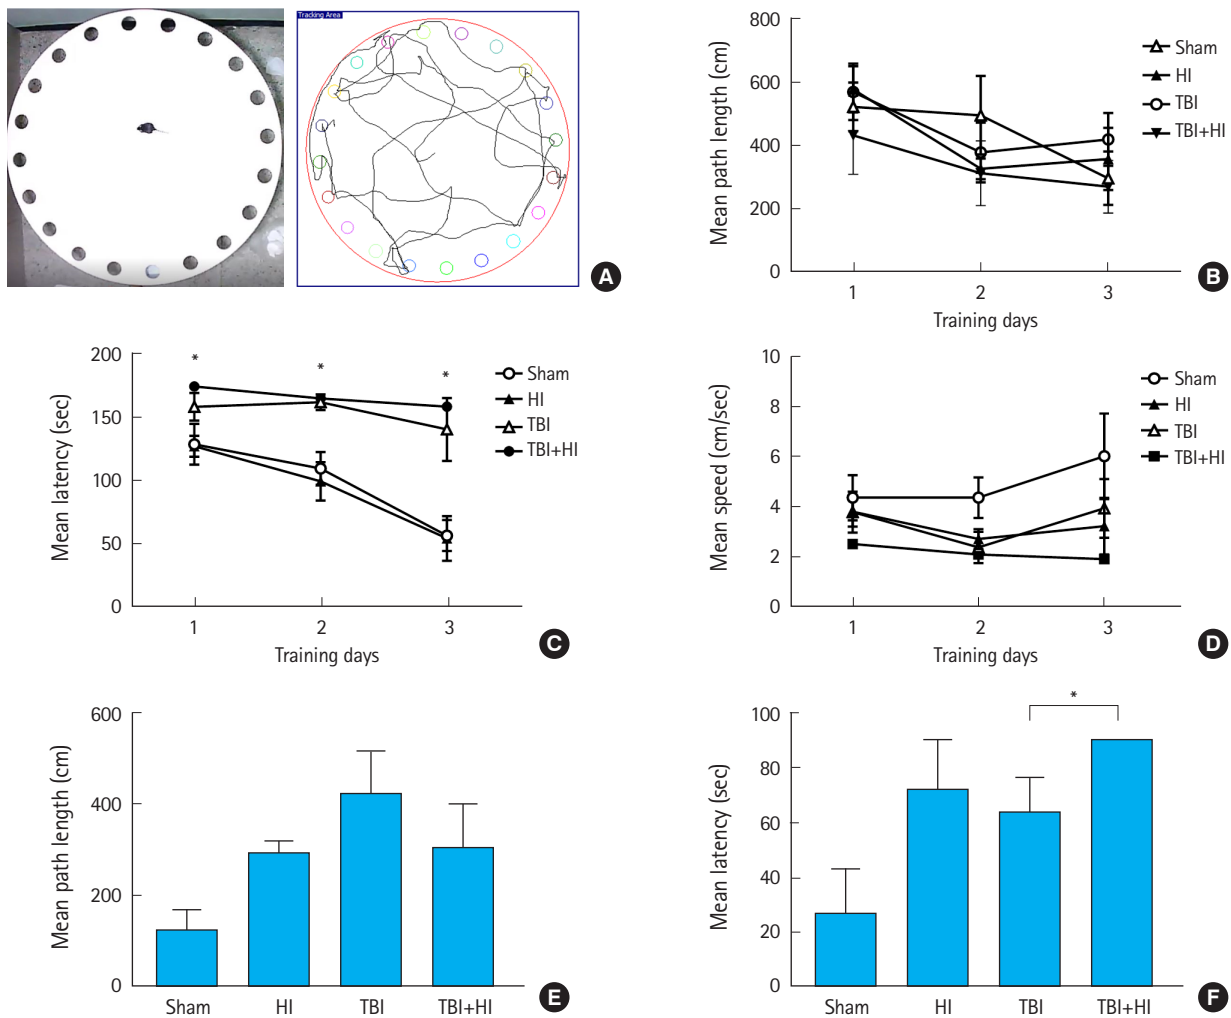 Tracking Area
A
Mean path length (cm)
800
600
400
200
0
1 2 3
Training days
Sham
HI
TBI
TBI+HI
B
Mean latency (sec)
200
150
100
50
0
* * *
1 2 3
Training days
Sham
HI
TBI
TBI+HI
C
Mean speed (cm/sec)
10
8
6
4
2
0
1 2 3
Training days
Sham
HI
TBI
TBI+HI
D
Mean path length (cm)
600
400
200
0
Sham HI TBI TBI+HI
E
Mean latency (sec)
100
80
60
40
20
0
*
Sham HI TBI TBI+HI
F